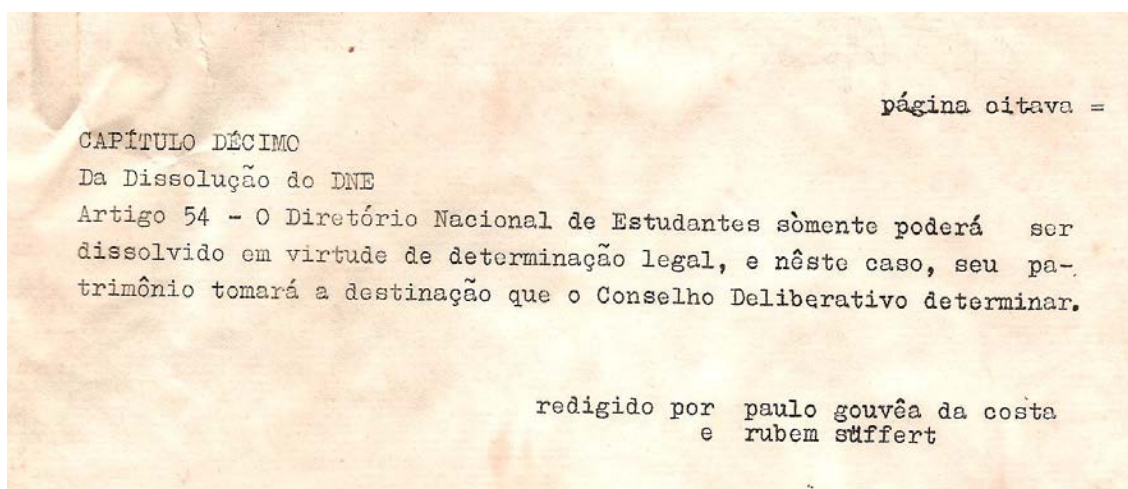 página oitava =
CAPÍTULO DÉCIMO
Da Dissolução do DNE
Artigo 54 - O Diretório Nacional de Estudantes sòmente poderá ser
dissolvido em virtude de determinação legal, e nêste caso, seu pa-
trimônio tomará a destinação que o Conselho Deliberativo determinar.
redigido por paulo gouvêa da costa
e rubem süffert